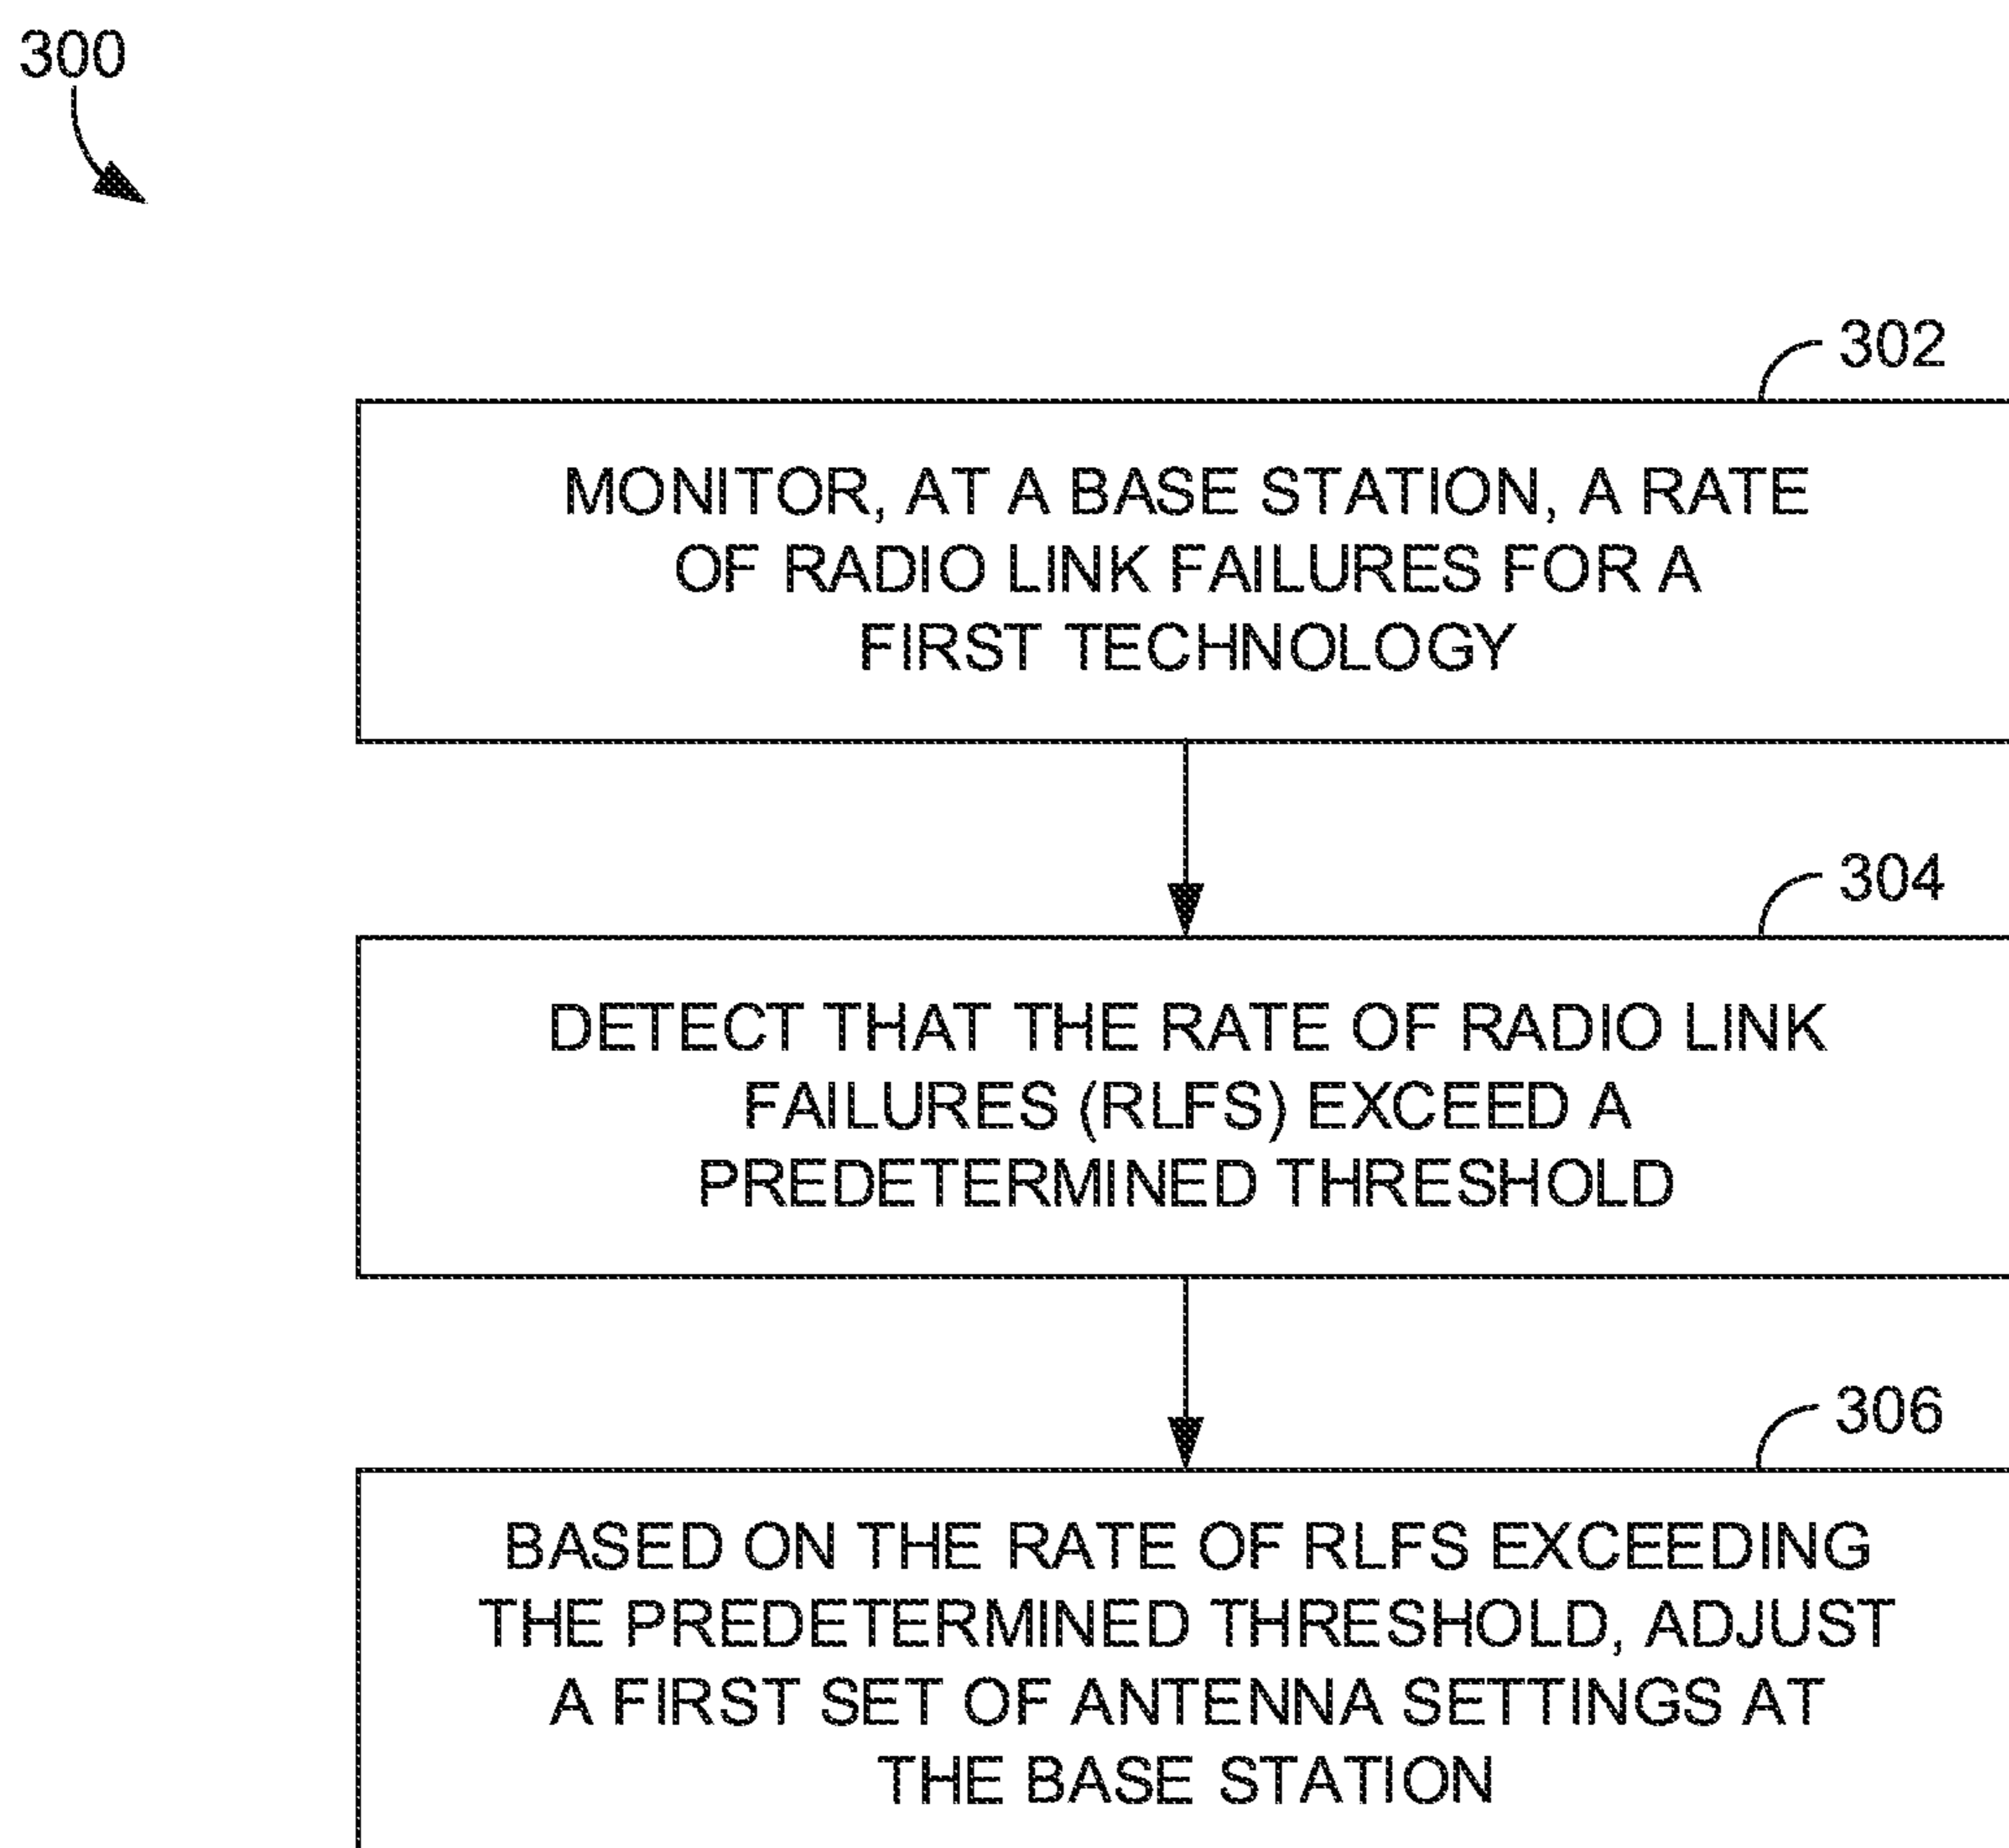 300
302
MONITOR, AT A BASE STATION, A RATE
OF RADIO LINK FAILURES FOR A
FIRST TECHNOLOGY
304
DETECT THAT THE RATE OF RADIO LINK
FAILURES (RLFS) EXCEED A
PREDETERMINED THRESHOLD
306
BASED ON THE RATE OF RLFS EXCEEDING
THE PREDETERMINED THRESHOLD, ADJUST
A FIRST SET OF ANTENNA SETTINGS AT
THE BASE STATION